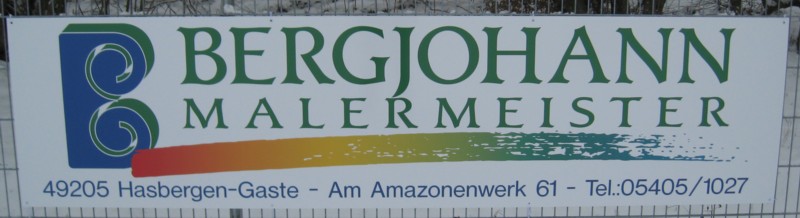 BERGJOHANN
MALERMEISTER
49205 Hasbergen-Gaste - Am Amazonenwerk 61 - Tel.:05405/1027